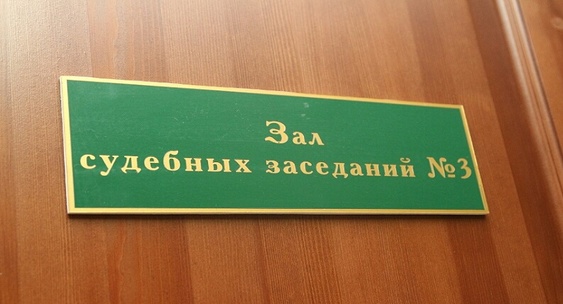 Зал
судебных заседаний №3